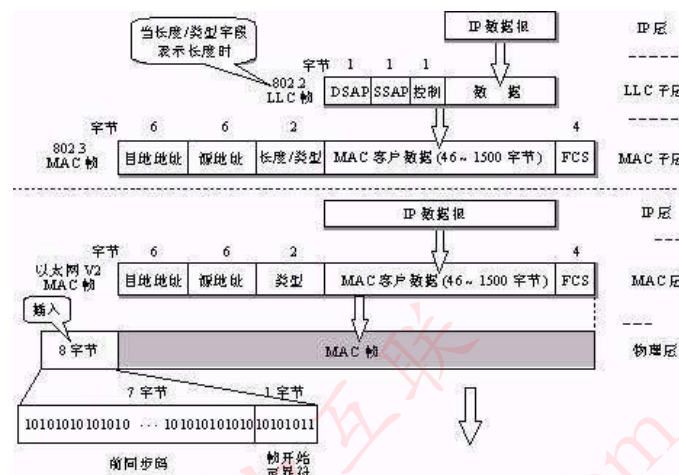 当长度/类型字段
表示长度时
IP 数据报
IP 层
字节 1 1 1
802.2
LLC 帧
DSAP SSAP 控制 数 据
LLC 子层
字节 6 6 2 4
802.3
MAC 帧
目地地址 源地址 长度/类型 MAC 客户数据 (46~ 1500 字节) FCS
MAC 子层
IP 数据报
IP 层
字节 6 6 2 4
以太网 V2
MAC 帧
目地地址 源地址 类型 MAC 客户数据 (46~ 1500 字节) FCS
MAC 层
插入
8 字节
MAC 帧
物理层
7 字节 1 字节
10101010101010 ··· 101010101010 10101011
前同步码
帧开始
定界符
互联
om